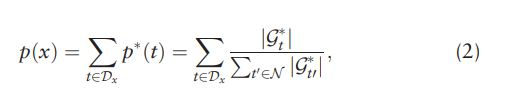 p(x) = ∑_{t∈𝒟_x} p*(t) = ∑_{t∈𝒟_x} |𝒢*_t| / ∑_{t′∈𝒩} |𝒢*_{t′}|, (2)